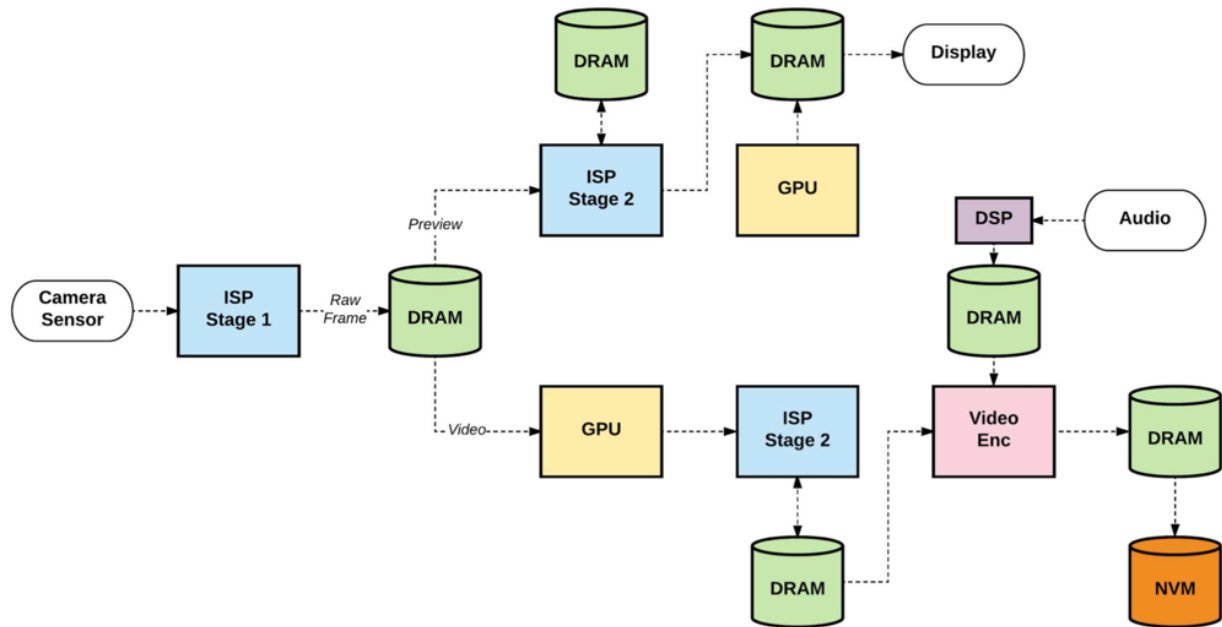 DRAM
DRAM
Display
ISP
Stage 2
GPU
Preview
DSP
Audio
Camera
Sensor
ISP
Stage 1
Raw
Frame
DRAM
DRAM
Video
GPU
ISP
Stage 2
Video
Enc
DRAM
DRAM
NVM